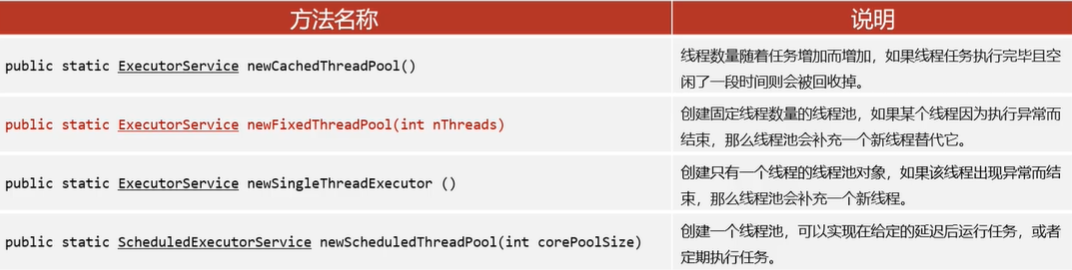 方法名称 说明
public static ExecutorService newCachedThreadPool()
线程数量随着任务增加而增加，如果线程任务执行完毕且空
闲了一段时间则会被回收掉。
public static ExecutorService newFixedThreadPool(int nThreads)
创建固定线程数量的线程池，如果某个线程因为执行异常而
结束，那么线程池会补充一个新线程替代它。
public static ExecutorService newSingleThreadExecutor ()
创建只有一个线程的线程池对象，如果该线程出现异常而结
束，那么线程池会补充一个新线程。
public static ScheduledExecutorService newScheduledThreadPool(int corePoolSize)
创建一个线程池，可以实现在给定的延迟后运行任务，或者
定期执行任务。